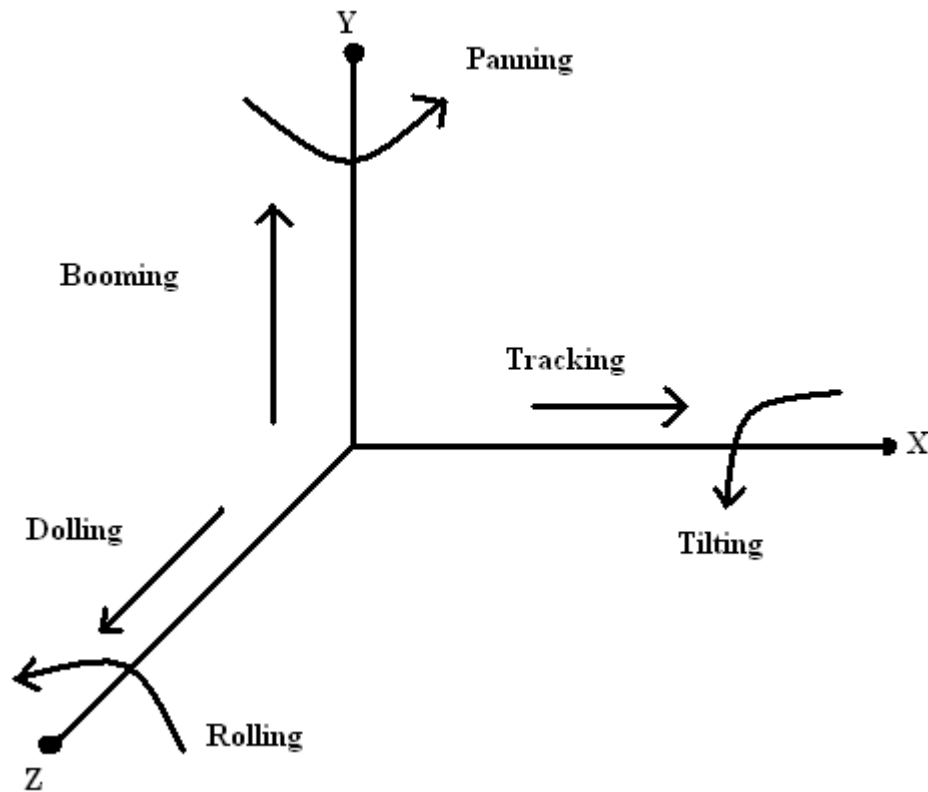 Y
Panning
Booming
Tracking
X
Dolling
Tilting
Rolling
Z